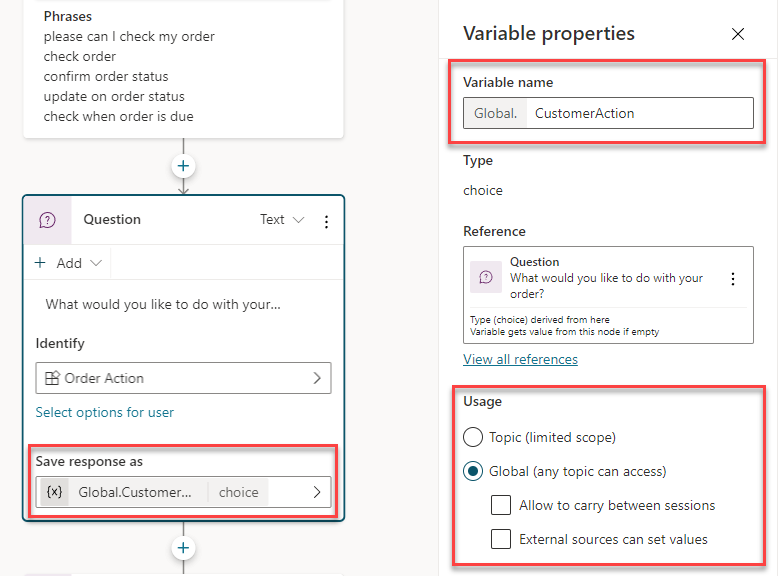 Phrases
please can I check my order
check order
confirm order status
update on order status
check when order is due
Question
Text
Add
What would you like to do with your...
Identify
Order Action
Select options for user
Save response as
{x} Global.Customer... choice
Variable properties
Variable name
Global. CustomerAction
Type
choice
Reference
Question
What would you like to do with your
order?
Type (choice) derived from here
Variable gets value from this node if empty
View all references
Usage
Topic (limited scope)
Global (any topic can access)
Allow to carry between sessions
External sources can set values